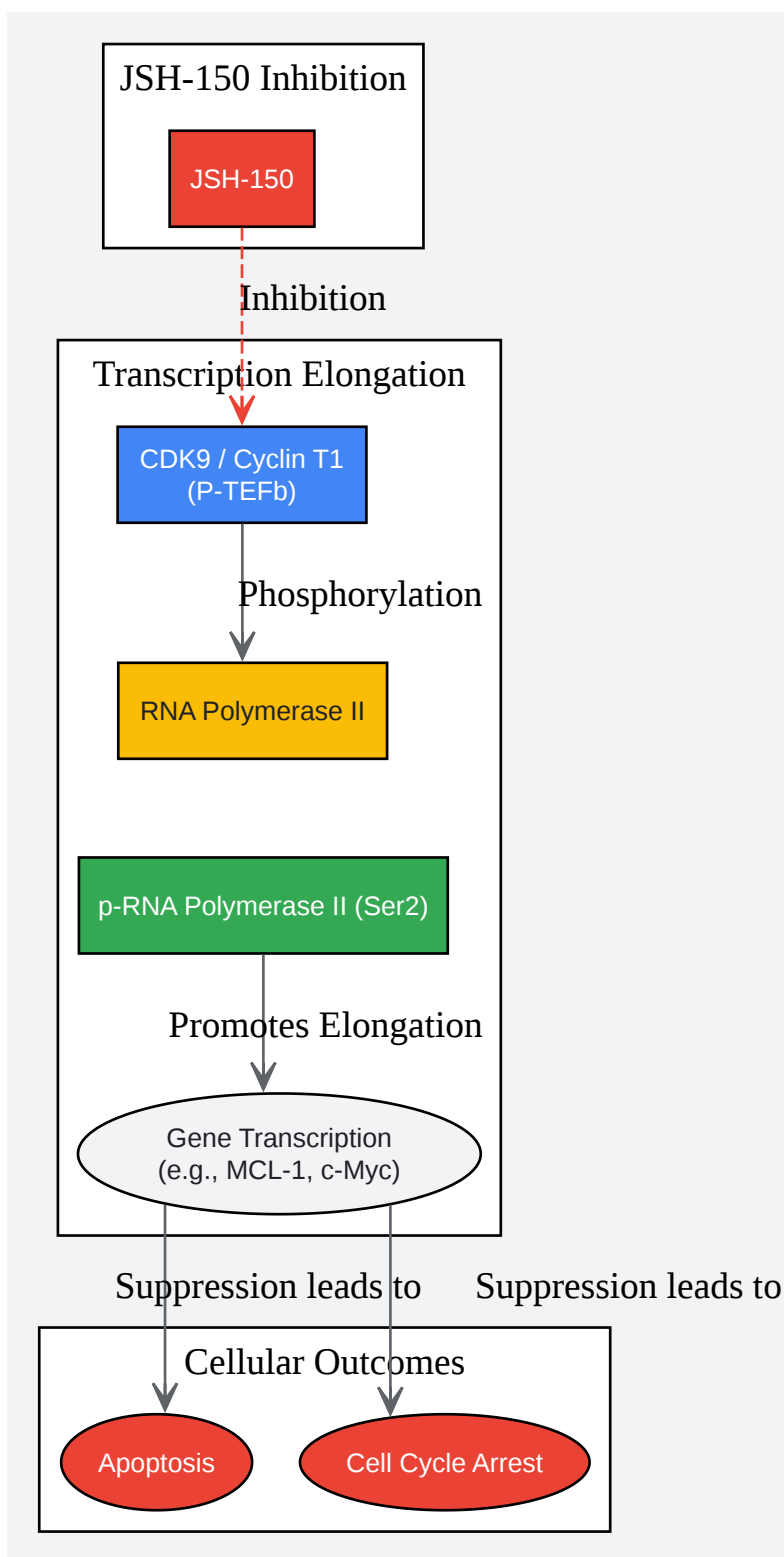 JSH-150 Inhibition
JSH-150
Inhibition
Transcription Elongation
CDK9 / Cyclin T1
(P-TEFb)
Phosphorylation
RNA Polymerase II
p-RNA Polymerase II (Ser2)
Promotes Elongation
Gene Transcription
(e.g., MCL-1, c-Myc)
Suppression leads to
Suppression leads to
Cellular Outcomes
Apoptosis
Cell Cycle Arrest